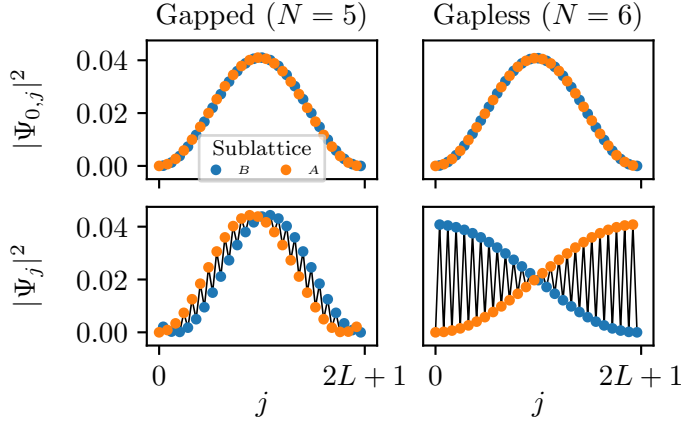 Gapped (N = 5)
Gapless (N = 6)
|Ψ₀,ⱼ|²
0.04
0.02
0.00
Sublattice
B
A
|Ψⱼ|²
0.04
0.02
0.00
0
2L + 1
0
2L + 1
j
j